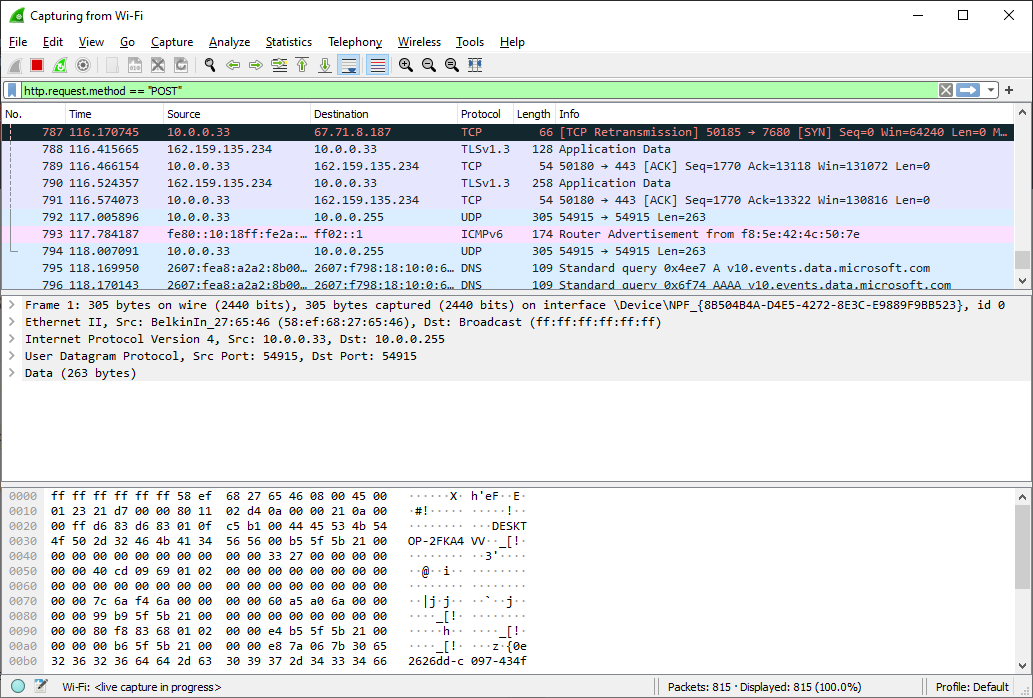 Capturing from Wi-Fi
File Edit View Go Capture Analyze Statistics Telephony Wireless Tools Help
http.request.method == "POST"
No. Time Source Destination Protocol Length Info
787 116.170745 10.0.0.33 67.71.8.187 TCP 66 [TCP Retransmission] 50185 → 7680 [SYN] Seq=0 Win=64240 Len=0 M…
788 116.415665 162.159.135.234 10.0.0.33 TLSv1.3 128 Application Data
789 116.466154 10.0.0.33 162.159.135.234 TCP 54 50180 → 443 [ACK] Seq=1770 Ack=13118 Win=131072 Len=0
790 116.524357 162.159.135.234 10.0.0.33 TLSv1.3 258 Application Data
791 116.574073 10.0.0.33 162.159.135.234 TCP 54 50180 → 443 [ACK] Seq=1770 Ack=13322 Win=130816 Len=0
792 117.005896 10.0.0.33 10.0.0.255 UDP 305 54915 → 54915 Len=263
793 117.784187 fe80::10:18ff:fe2a:… ff02::1 ICMPv6 174 Router Advertisement from f8:5e:42:4c:50:7e
794 118.007091 10.0.0.33 10.0.0.255 UDP 305 54915 → 54915 Len=263
795 118.169950 2607:fea8:a2a2:8b00… 2607:f798:18:10:0:6… DNS 109 Standard query 0x4ee7 A v10.events.data.microsoft.com
796 118.170143 2607:fea8:a2a2:8b00… 2607:f798:18:10:0:6… DNS 109 Standard query 0x6f74 AAAA v10.events.data.microsoft.com
Frame 1: 305 bytes on wire (2440 bits), 305 bytes captured (2440 bits) on interface \Device\NPF_{8B504B4A-D4E5-4272-8E3C-E9889F9BB523}, id 0
Ethernet II, Src: BelkinIn_27:65:46 (58:ef:68:27:65:46), Dst: Broadcast (ff:ff:ff:ff:ff:ff)
Internet Protocol Version 4, Src: 10.0.0.33, Dst: 10.0.0.255
User Datagram Protocol, Src Port: 54915, Dst Port: 54915
Data (263 bytes)
0000 ff ff ff ff ff ff 58 ef 68 27 65 46 08 00 45 00 ······X· h'eF··E·
0010 01 23 21 d7 00 00 80 11 02 d4 0a 00 00 21 0a 00 ·#!····· ·····!··
0020 00 ff d6 83 d6 83 01 0f c5 b1 00 44 45 53 4b 54 ········ ···DESKT
0030 4f 50 2d 32 46 4b 41 34 56 56 00 b5 5f 5b 21 00 OP-2FKA4 VV··_[!·
0040 00 00 00 00 00 00 00 00 00 00 33 27 00 00 00 00 ········ ··3'····
0050 00 00 40 cd 09 69 01 02 00 00 00 00 00 00 00 00 ··@··i·· ········
0060 00 00 00 00 00 00 00 00 00 00 00 00 00 00 00 00 ········ ········
0070 00 00 7c 6a f4 6a 00 00 00 00 60 a5 a0 6a 00 00 ··|j·j·· ··`··j··
0080 00 00 99 b9 5f 5b 21 00 00 00 00 00 00 00 00 00 ····_[!· ········
0090 00 00 80 f8 83 68 01 02 00 00 e4 b5 5f 5b 21 00 ·····h·· ····_[!·
00a0 00 00 00 b6 5f 5b 21 00 00 00 e8 7a 06 7b 30 65 ····_[!· ···z·{0e
00b0 32 36 32 36 64 64 2d 63 30 39 37 2d 34 33 34 66 2626dd-c 097-434f
Wi-Fi: <live capture in progress> Packets: 815 · Displayed: 815 (100.0%) Profile: Default